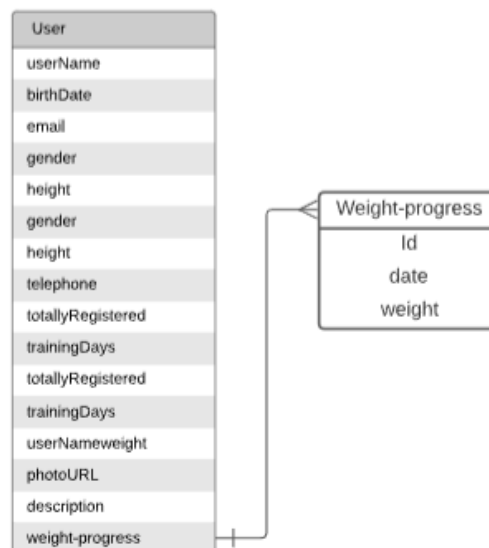 User
userName
birthDate
email
gender
height
gender
height
telephone
totallyRegistered
trainingDays
totallyRegistered
trainingDays
userNameweight
photoURL
description
weight-progress
Weight-progress
Id
date
weight